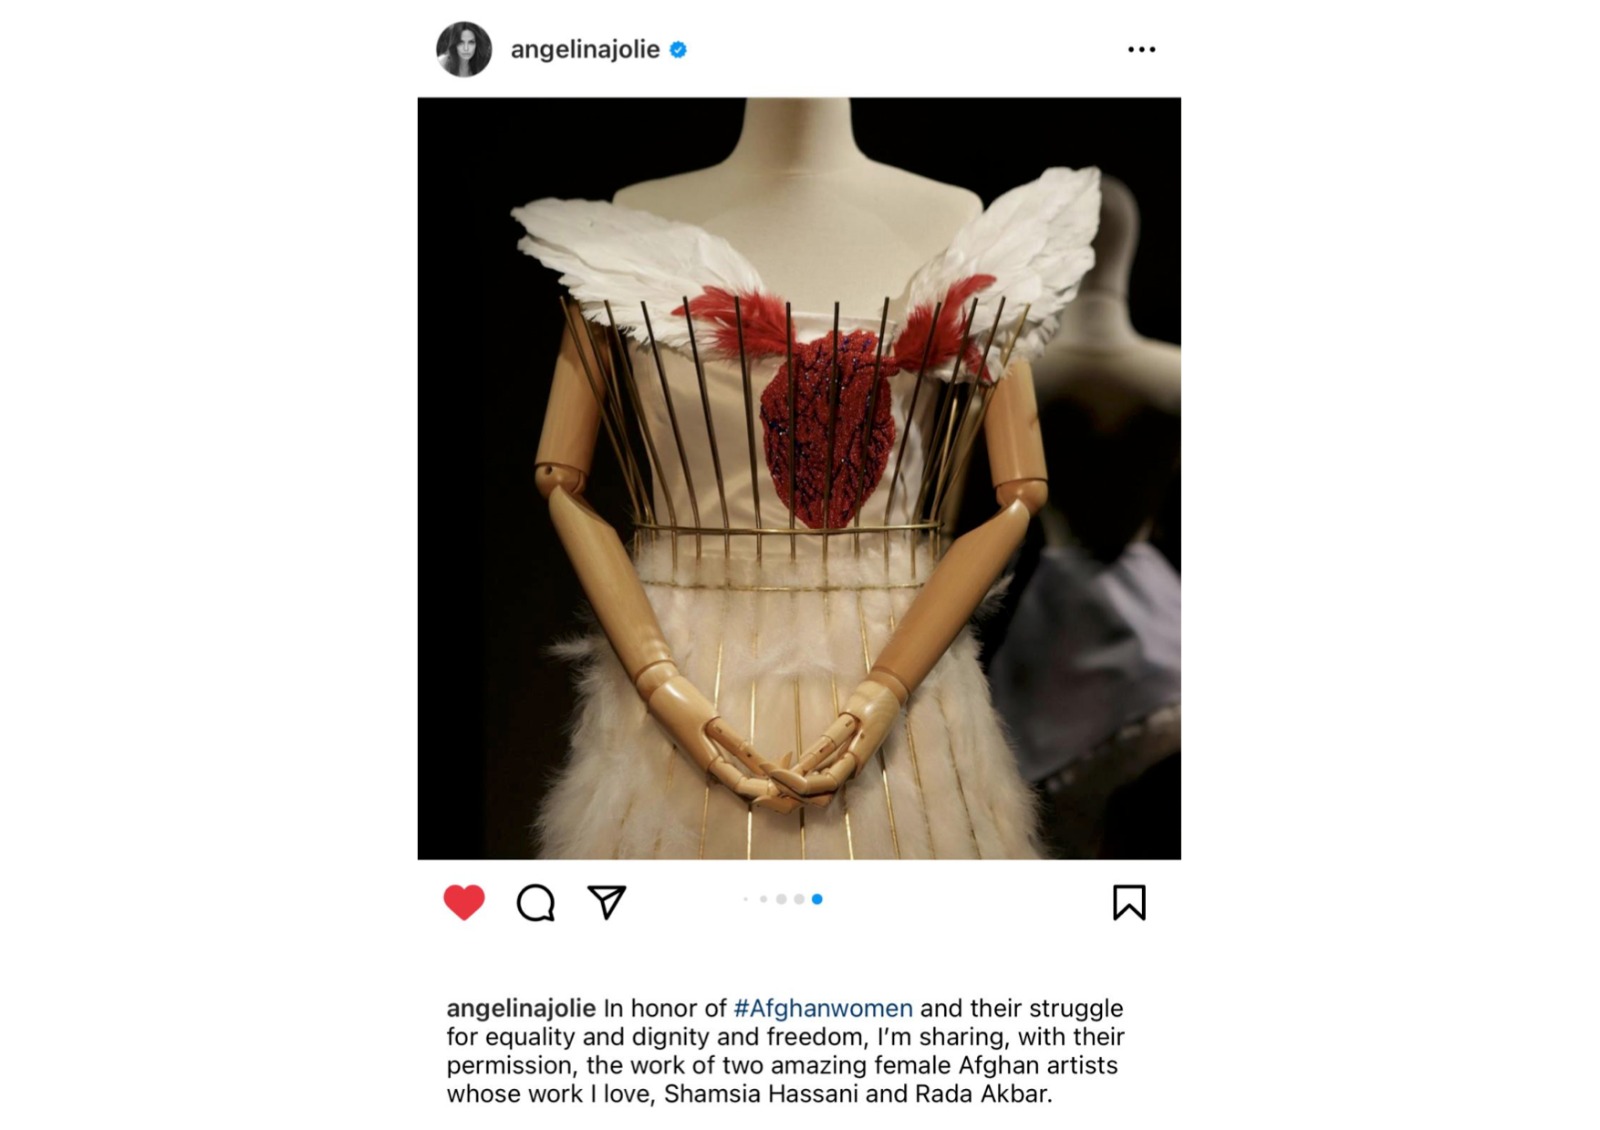 angelinajolie
angelinajolie In honor of #Afghanwomen and their struggle
for equality and dignity and freedom, I'm sharing, with their
permission, the work of two amazing female Afghan artists
whose work I love, Shamsia Hassani and Rada Akbar.